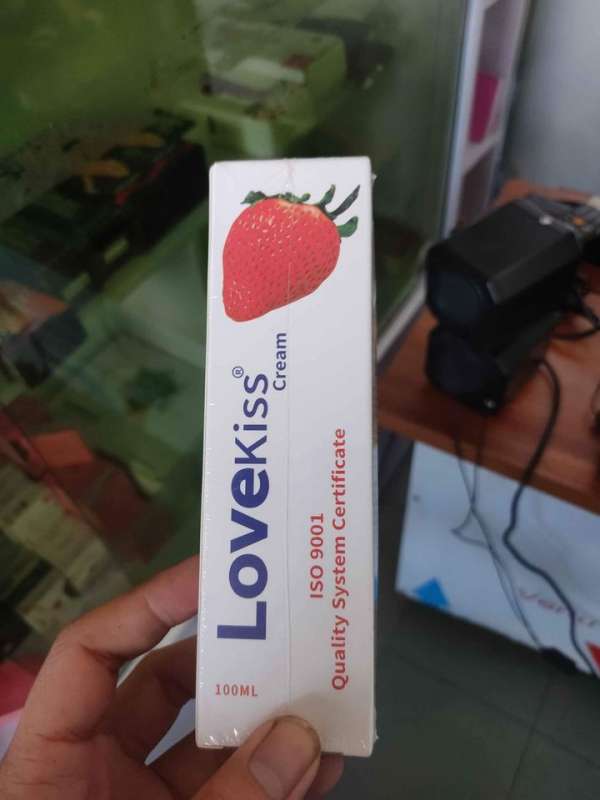 LoveKiss®
Cream
ISO 9001
Quality System Certificate
100ML